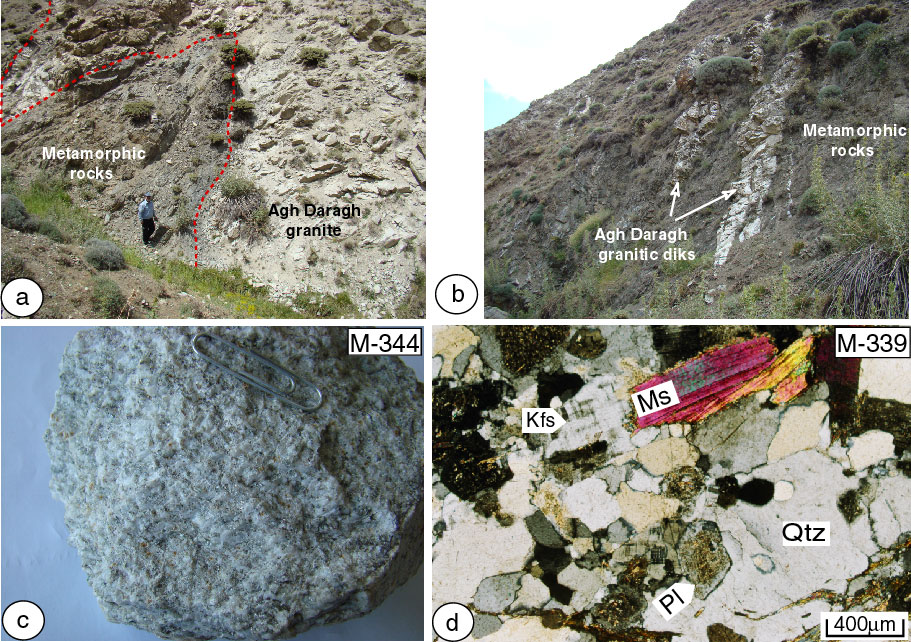 Metamorphic
rocks
Agh Daragh
granite
a
Metamorphic
rocks
Agh Daragh
granitic diks
b
M-344
c
M-339
Ms
Kfs
Qtz
Pl
400µm
d